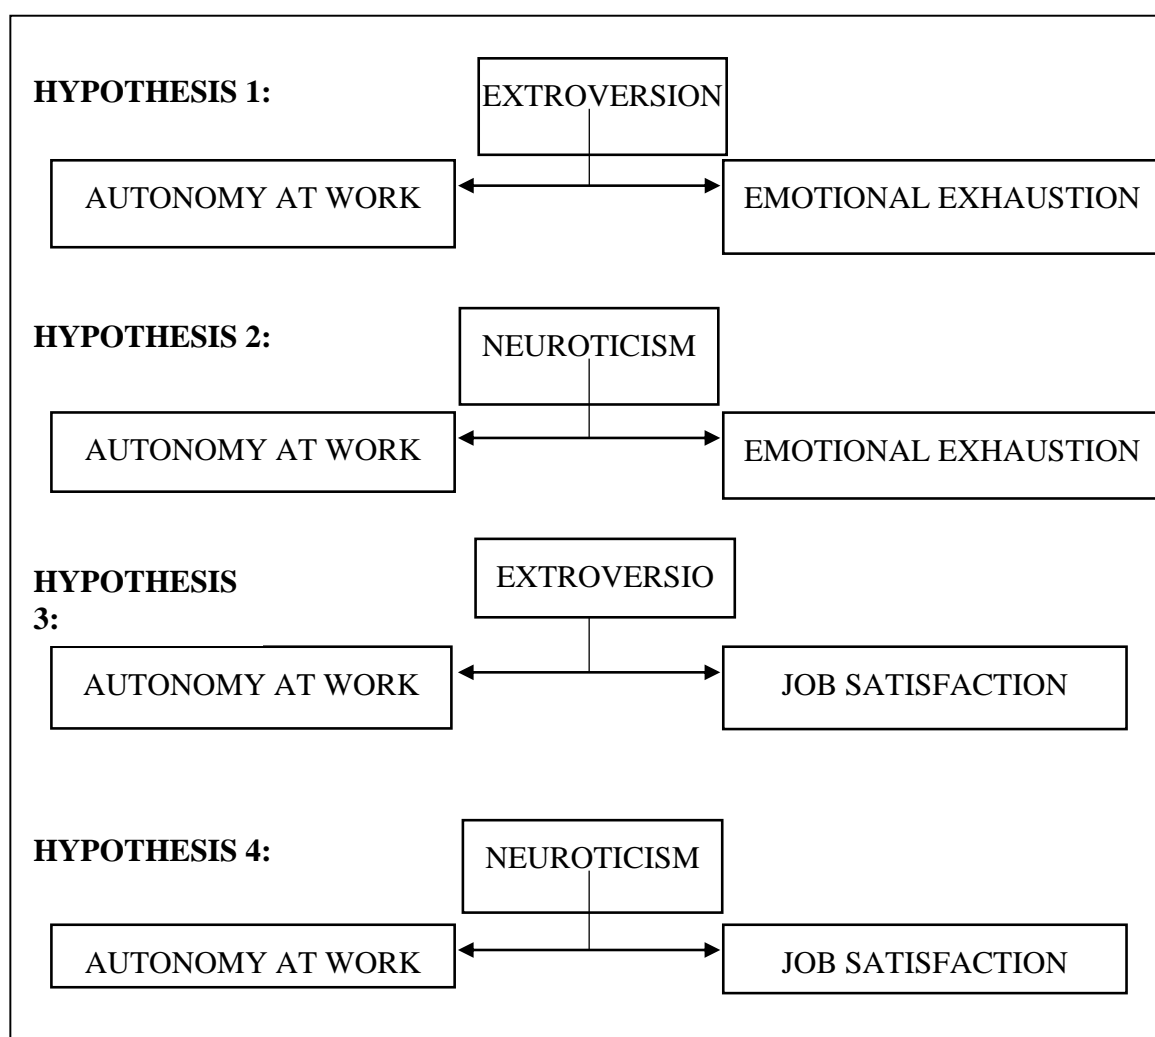 HYPOTHESIS 1:
EXTROVERSION
AUTONOMY AT WORK
EMOTIONAL EXHAUSTION
HYPOTHESIS 2:
NEUROTICISM
AUTONOMY AT WORK
EMOTIONAL EXHAUSTION
HYPOTHESIS
3:
EXTROVERSIO
AUTONOMY AT WORK
JOB SATISFACTION
HYPOTHESIS 4:
NEUROTICISM
AUTONOMY AT WORK
JOB SATISFACTION